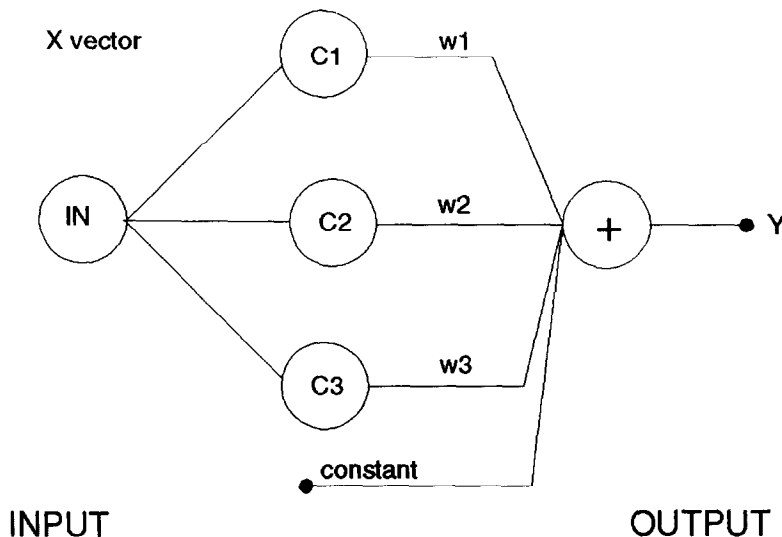 X vector
C1
w1
IN
C2
w2
+
Y
C3
w3
constant
INPUT
OUTPUT